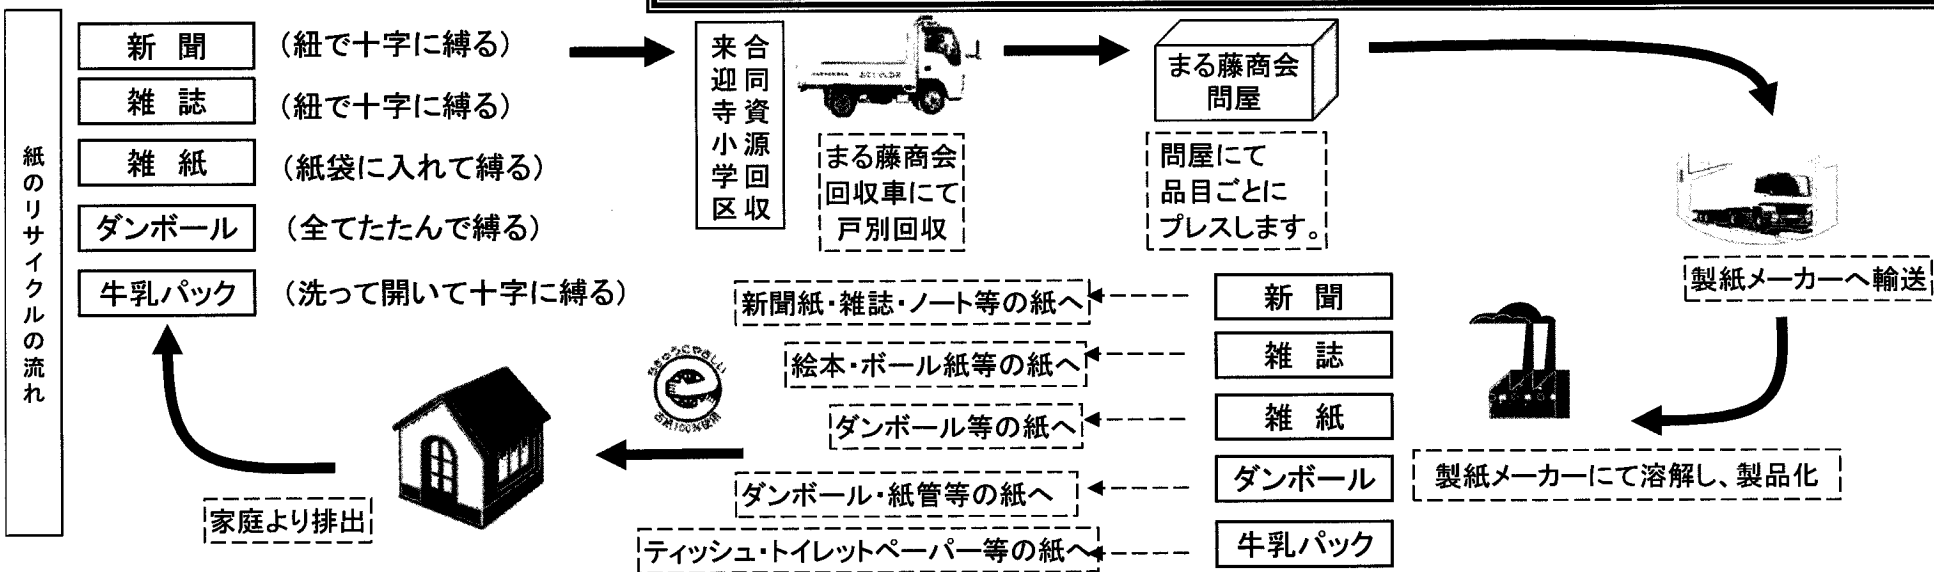 紙のリサイクルの流れ
新聞 (紐で十字に縛る)
雑誌 (紐で十字に縛る)
雑紙 (紙袋に入れて縛る)
ダンボール (全てたたんで縛る)
牛乳パック (洗って開いて十字に縛る)
合同資源回収
来迎寺小学区
まる藤商会
回収車にて
戸別回収
まる藤商会
問屋
問屋にて
品目ごとに
プレスします。
製紙メーカーへ輸送
製紙メーカーにて溶解し、製品化
新聞
新聞紙・雑誌・ノート等の紙へ
雑誌
絵本・ボール紙等の紙へ
雑紙
ダンボール等の紙へ
ダンボール
ダンボール・紙管等の紙へ
牛乳パック
ティッシュ・トイレットペーパー等の紙へ
古紙100%使用
家庭より排出